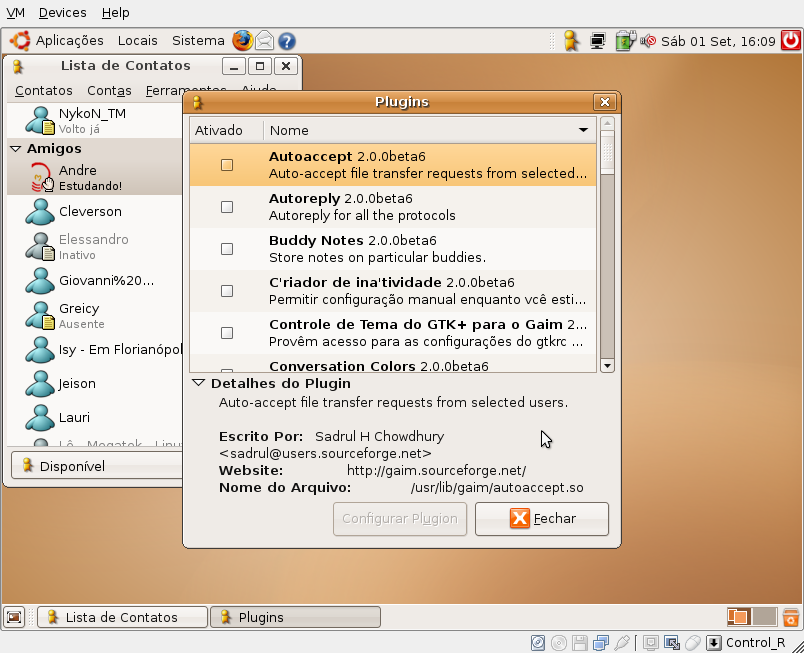 VM Devices Help
Aplicações Locais Sistema Sáb 01 Set, 16:09
Lista de Contatos
Contatos Contas Ferramentas Ajuda
NykoN_TM
Volto já
Amigos
Andre
Estudando!
Cleverson
Elessandro
Inativo
Giovanni%20...
Greicy
Ausente
Isy - Em Florianópol
Jeison
Lauri
Lê Megatek Linu
Disponível
Plugins
Ativado Nome
Autoaccept 2.0.0beta6
Auto-accept file transfer requests from selected...
Autoreply 2.0.0beta6
Autoreply for all the protocols
Buddy Notes 2.0.0beta6
Store notes on particular buddies.
C'riador de ina'tividade 2.0.0beta6
Permitir configuração manual enquanto vcê esti...
Controle de Tema do GTK+ para o Gaim 2...
Provêm acesso para as configurações do gtkrc ...
Conversation Colors 2.0.0beta6
Detalhes do Plugin
Auto-accept file transfer requests from selected users.
Escrito Por: Sadrul H Chowdhury
<sadrul@users.sourceforge.net>
Website: http://gaim.sourceforge.net/
Nome do Arquivo: /usr/lib/gaim/autoaccept.so
Configurar Plugion Fechar
Lista de Contatos Plugins
Control_R